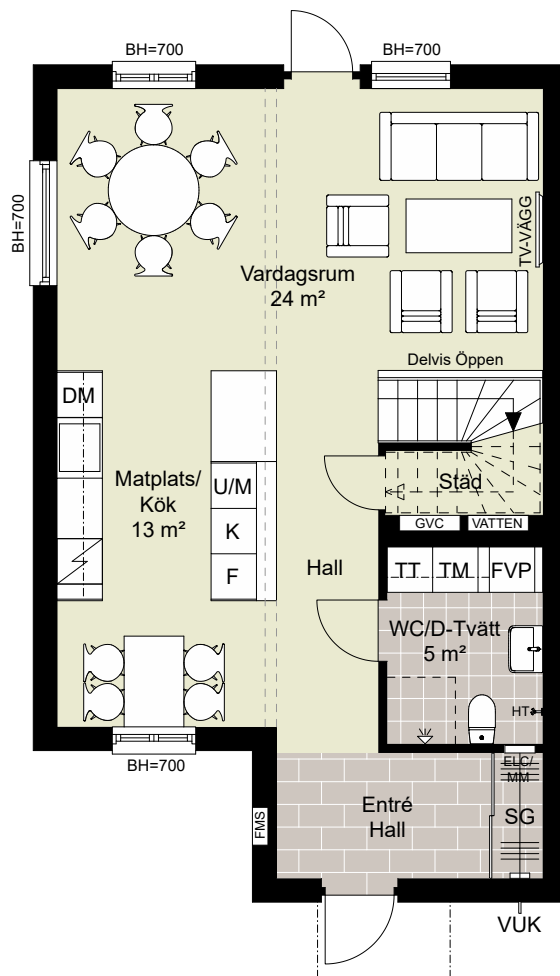 BH=700
BH=700
BH=700
TV-VÄGG
Vardagsrum
24 m²
Delvis Öppen
DM
Matplats/
Kök
13 m²
U/M
K
F
Städ
GVC
VATTEN
Hall
TT
TM
FVP
WC/D-Tvätt
5 m²
HT
BH=700
ELC/
MM
Entré
Hall
SG
FMS
VUK